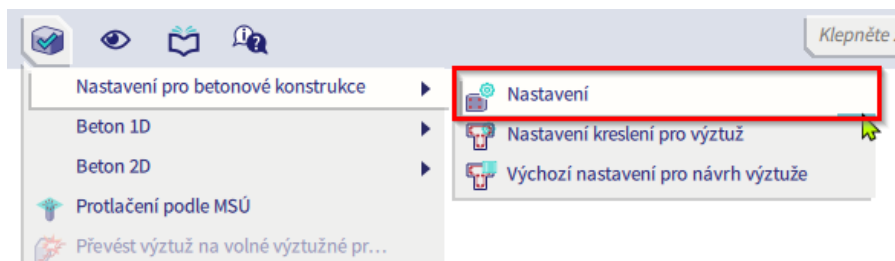 Klepněte
Nastavení pro betonové konstrukce
Nastavení
Beton 1D
Nastavení kreslení pro výztuž
Beton 2D
Výchozí nastavení pro návrh výztuže
Protlačení podle MSÚ
Převést výztuž na volné výztužné pr...